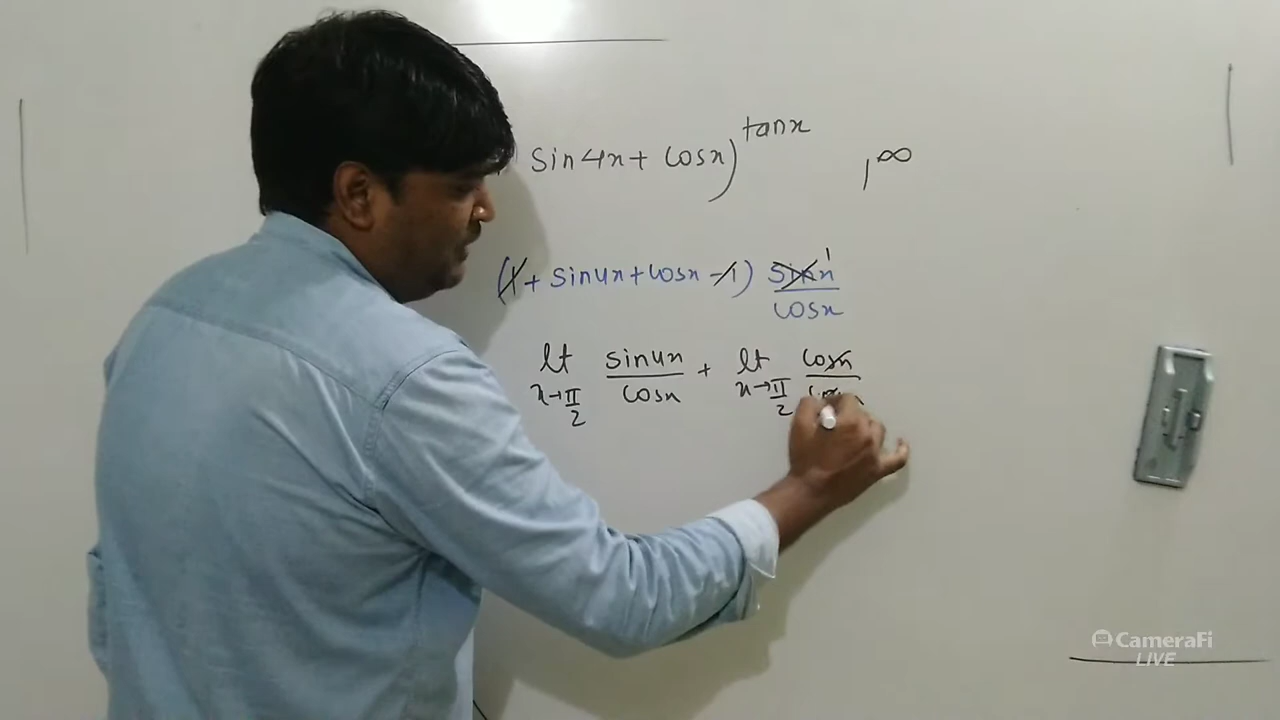 sin4x + cosx)^tanx 1^∞
(1 + sin4x + cosx - 1) sinx/cosx 1
lt x→π/2 sin4x/cosx + lt x→π/2 cosx/cosx
CameraFi
LIVE